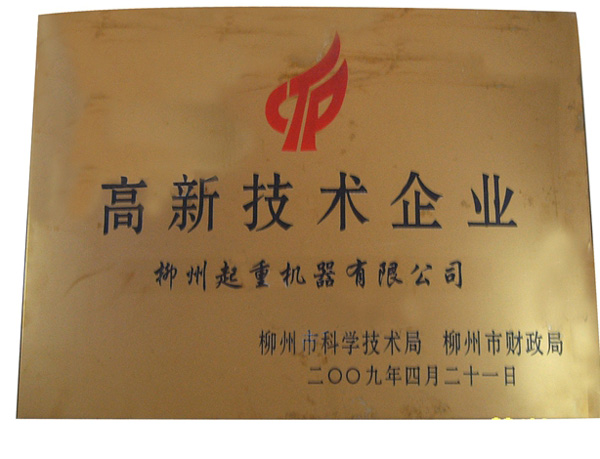 高新技术企业
柳州起重机器有限公司
柳州市科学技术局 柳州市财政局
二〇〇九年四月二十一日